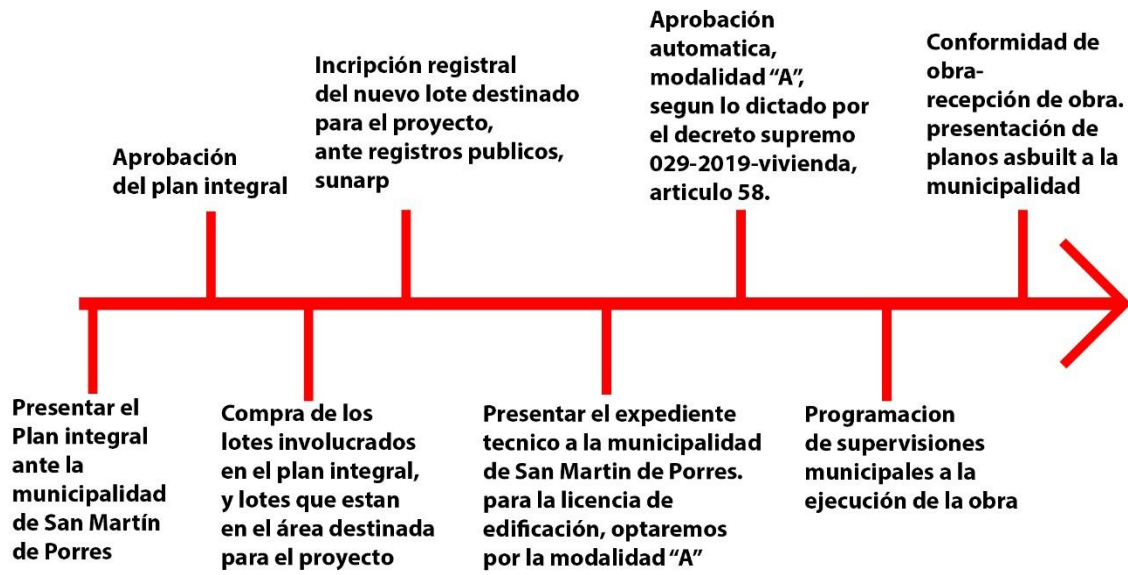 Presentar el
Plan integral
ante la
municipalidad
de San Martín
de Porres
Aprobación
del plan integral
Compra de los
lotes involucrados
en el plan integral,
y lotes que estan
en el área destinada
para el proyecto
Incripción registral
del nuevo lote destinado
para el proyecto,
ante registros publicos,
sunarp
Presentar el expediente
tecnico a la municipalidad
de San Martin de Porres.
para la licencia de
edificación, optaremos
por la modalidad “A”
Aprobación
automatica,
modalidad “A”,
segun lo dictado por
el decreto supremo
029-2019-vivienda,
articulo 58.
Programacion
de supervisiones
municipales a la
ejecución de la obra
Conformidad de
obra-
recepción de obra.
presentación de
planos asbuilt a la
municipalidad